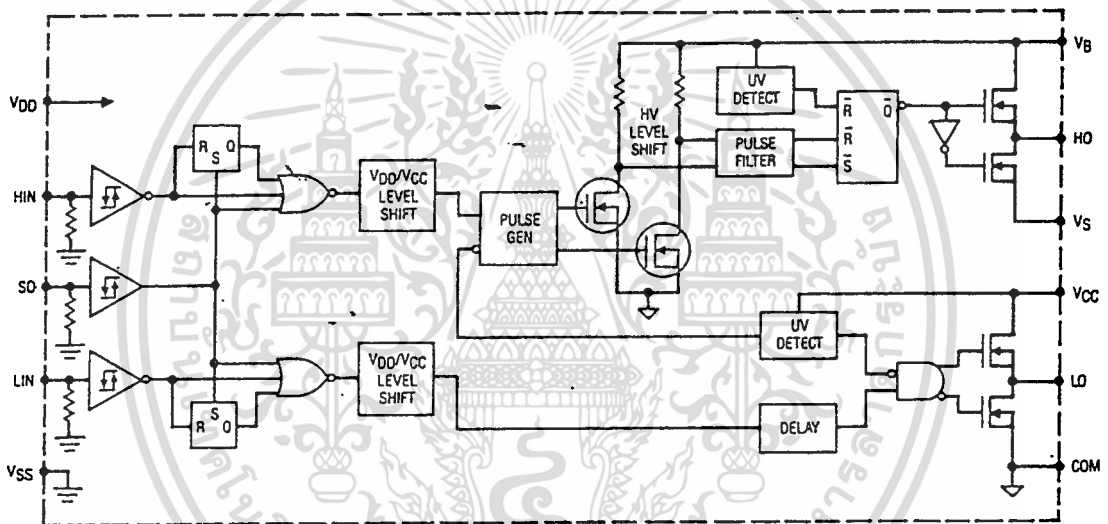 VB
UV
DETECT
VDD
HV
LEVEL
SHIFT
R
Q
R
S
Q
R
PULSE
FILTER
R
S
HO
HIN
VDD/VCC
LEVEL
SHIFT
PULSE
GEN
VS
SD
VCC
UV
DETECT
LIN
VDD/VCC
LEVEL
SHIFT
LO
S
R
Q
DELAY
VSS
COM